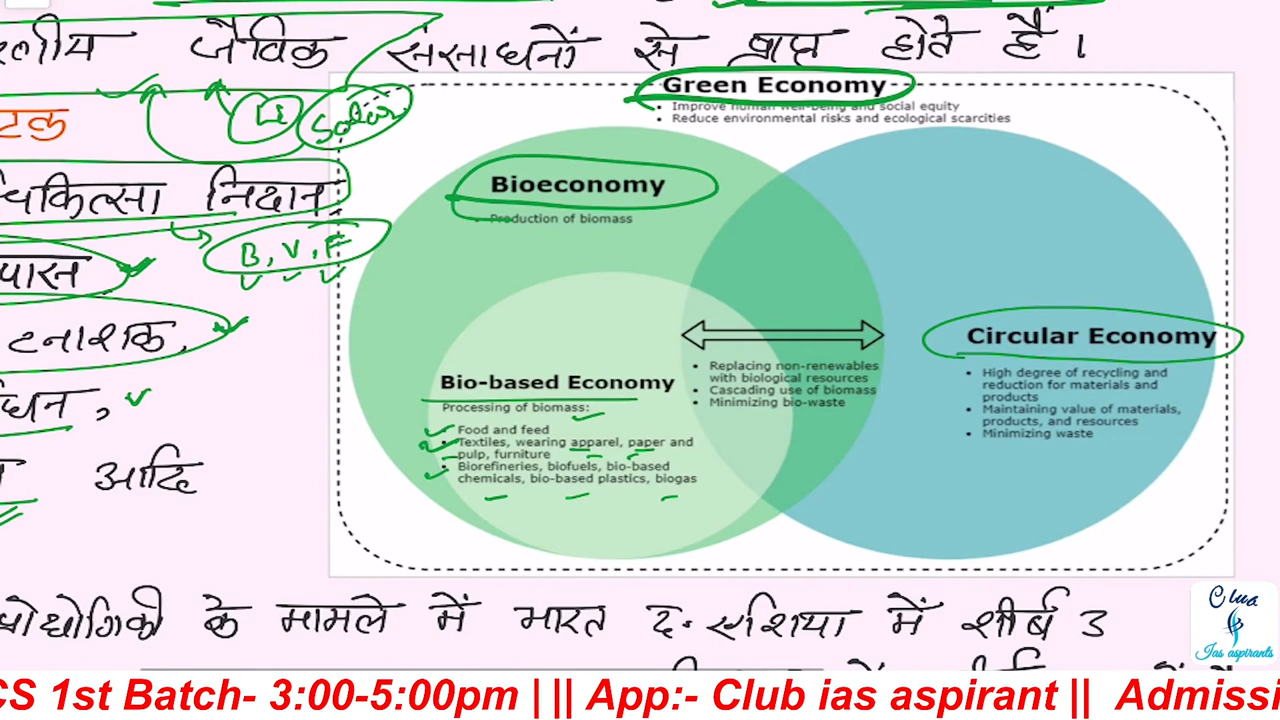 जैविक संसाधनों से प्राप्त होते हैं।
Green Economy
Improve human well-being and social equity
Reduce environmental risks and ecological scarcities
Solar
चिकित्सा निदान
B, V, F
Bioeconomy
Production of biomass
Circular Economy
High degree of recycling and
reduction for materials and
products
Maintaining value of materials,
products, and resources
Minimizing waste
Replacing non-renewables
with biological resources
Cascading use of biomass
Minimizing bio-waste
Bio-based Economy
Processing of biomass:
Food and feed
Textiles, wearing apparel, paper and
pulp, furniture
Biorefineries, biofuels, bio-based
chemicals, bio-based plastics, biogas
आदि
के मामले में भारत द. एशिया में शीर्ष 3
Club
Ias aspirants
CS 1st Batch- 3:00-5:00pm | || App:- Club ias aspirant || Admissi